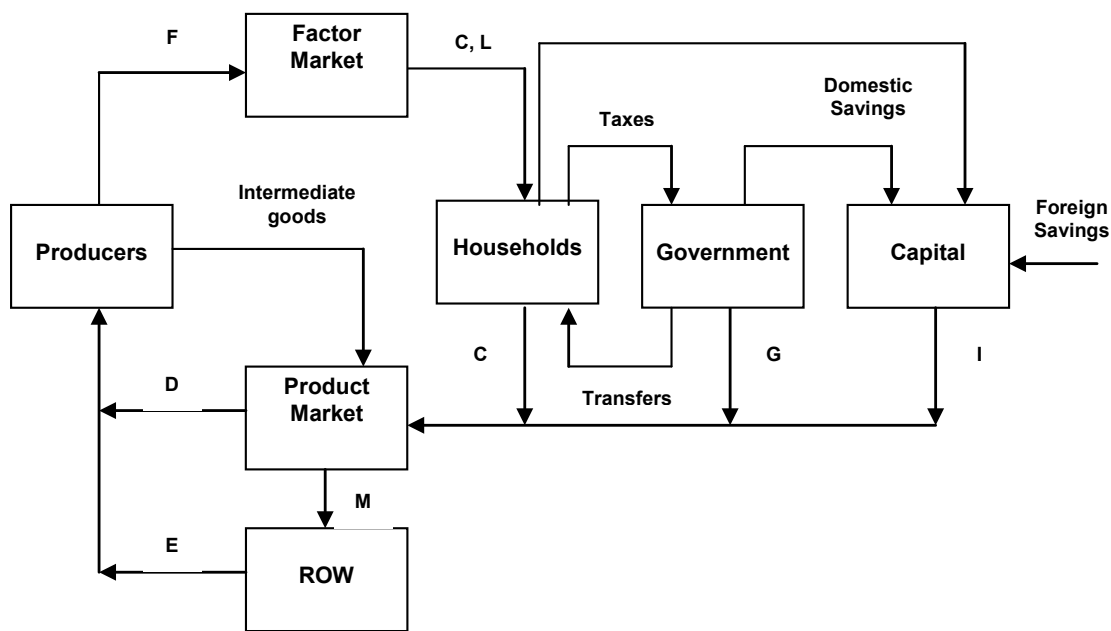 F
Factor
Market
C, L
Domestic
Savings
Taxes
Intermediate
goods
Producers
Households
Government
Capital
Foreign
Savings
C
G
I
D
Product
Market
Transfers
M
E
ROW